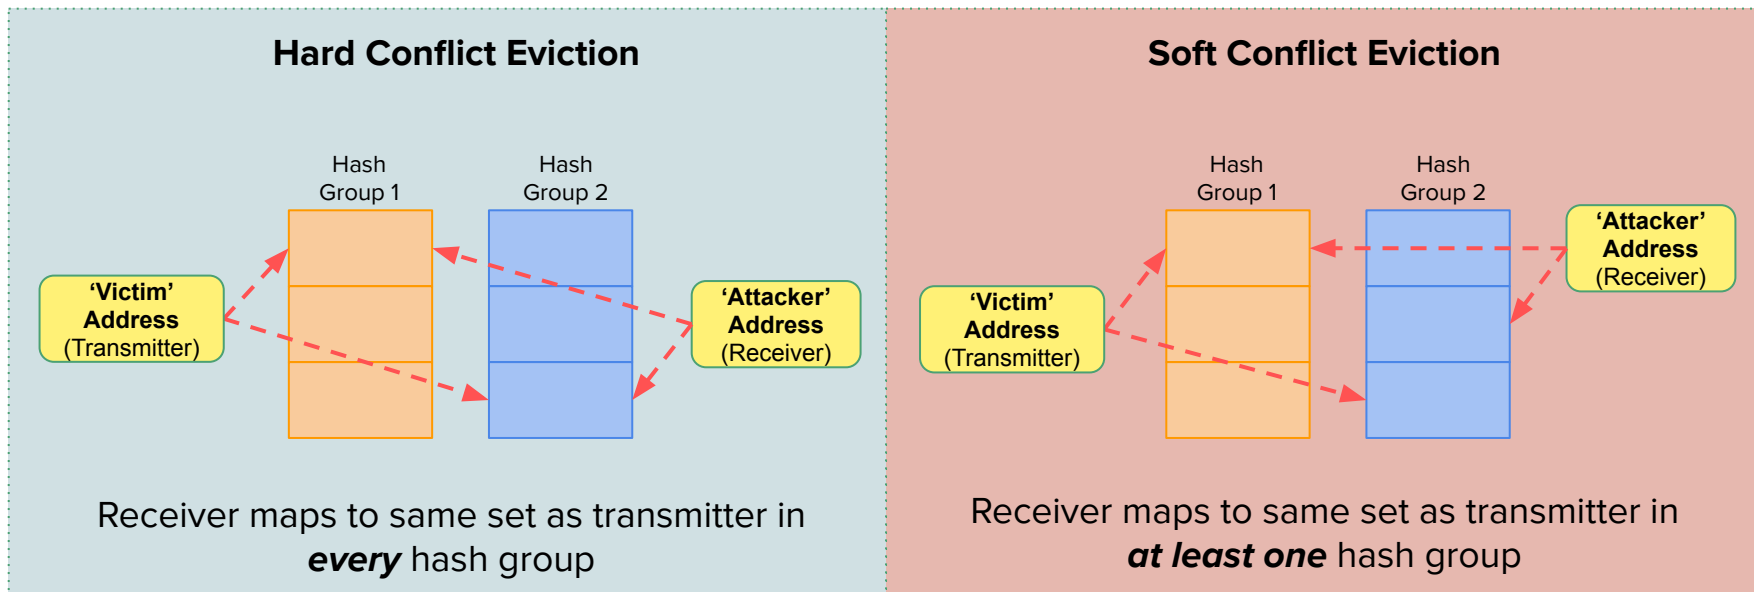 Hard Conflict Eviction
Hash
Group 1
Hash
Group 2
‘Victim’
Address
(Transmitter)
‘Attacker’
Address
(Receiver)
Receiver maps to same set as transmitter in
every hash group
Soft Conflict Eviction
Hash
Group 1
Hash
Group 2
‘Attacker’
Address
(Receiver)
‘Victim’
Address
(Transmitter)
Receiver maps to same set as transmitter in
at least one hash group